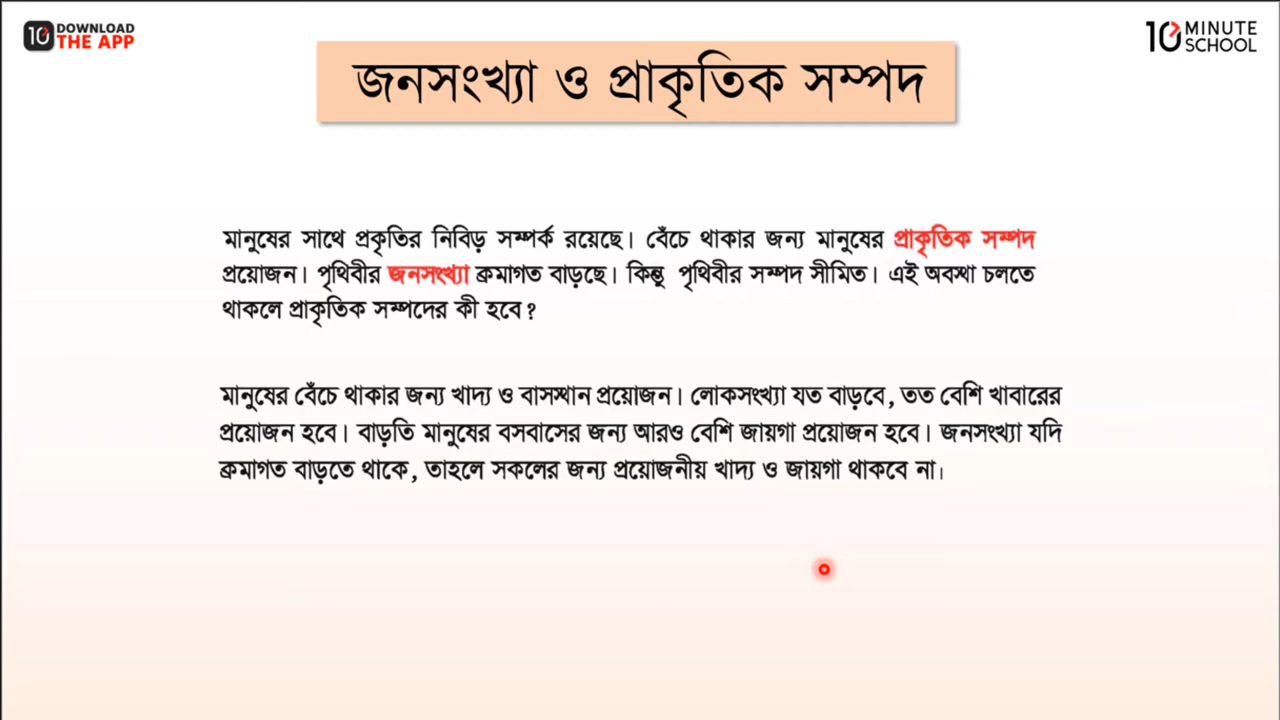 10 DOWNLOAD
THE APP
10 MINUTE
SCHOOL
জনসংখ্যা ও প্রাকৃতিক সম্পদ
মানুষের সাথে প্রকৃতির নিবিড় সম্পর্ক রয়েছে। বেঁচে থাকার জন্য মানুষের প্রাকৃতিক সম্পদ
প্রয়োজন। পৃথিবীর জনসংখ্যা ক্রমাগত বাড়ছে। কিন্তু পৃথিবীর সম্পদ সীমিত। এই অবস্থা চলতে
থাকলে প্রাকৃতিক সম্পদের কী হবে?
মানুষের বেঁচে থাকার জন্য খাদ্য ও বাসস্থান প্রয়োজন। লোকসংখ্যা যত বাড়বে, তত বেশি খাবারের
প্রয়োজন হবে। বাড়তি মানুষের বসবাসের জন্য আরও বেশি জায়গা প্রয়োজন হবে। জনসংখ্যা যদি
ক্রমাগত বাড়তে থাকে, তাহলে সকলের জন্য প্রয়োজনীয় খাদ্য ও জায়গা থাকবে না।